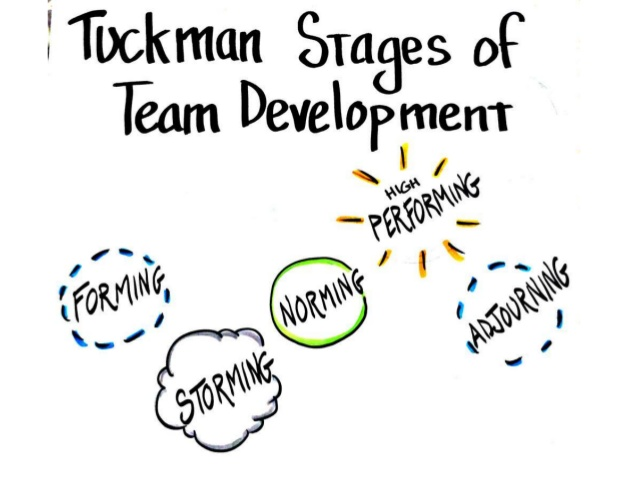 Tuckman Stages of
Team Development
HIGH
PERFORMING
FORMING
NORMING
ADJOURNING
STORMING